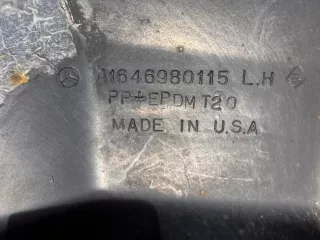 A1646980115 L.H
PP+EPDM T20
MADE IN U.S.A